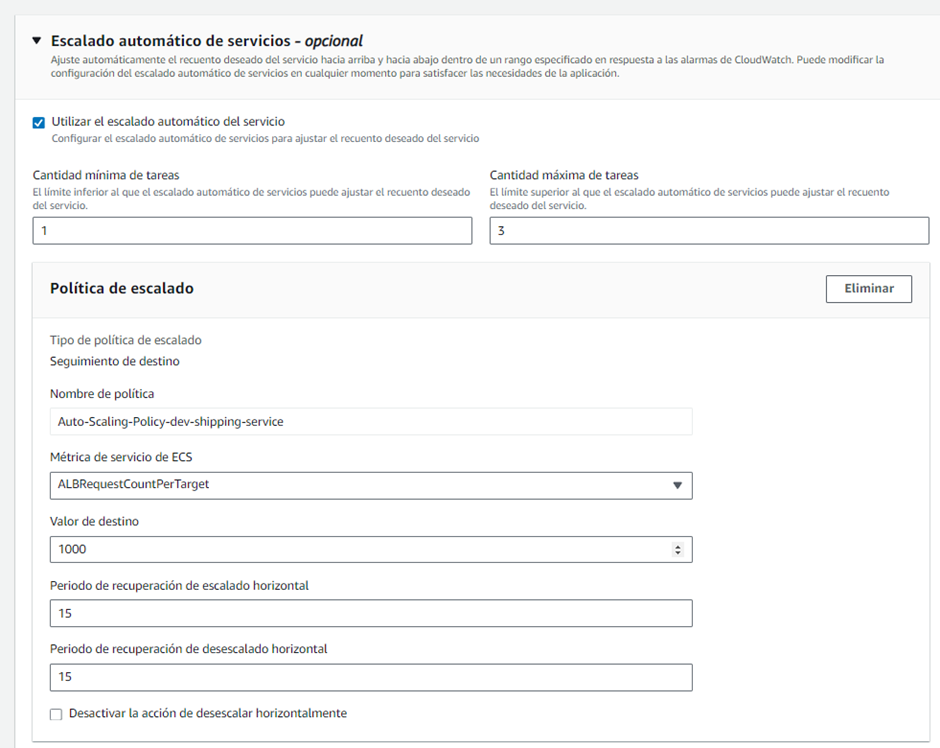 Escalado automático de servicios - opcional
Ajuste automáticamente el recuento deseado del servicio hacia arriba y hacia abajo dentro de un rango especificado en respuesta a las alarmas de CloudWatch. Puede modificar la
configuración del escalado automático de servicios en cualquier momento para satisfacer las necesidades de la aplicación.
Utilizar el escalado automático del servicio
Configurar el escalado automático de servicios para ajustar el recuento deseado del servicio
Cantidad mínima de tareas
El límite inferior al que el escalado automático de servicios puede ajustar el recuento deseado
del servicio.
1
Cantidad máxima de tareas
El límite superior al que el escalado automático de servicios puede ajustar el recuento
deseado del servicio.
3
Política de escalado
Eliminar
Tipo de política de escalado
Seguimiento de destino
Nombre de política
Auto-Scaling-Policy-dev-shipping-service
Métrica de servicio de ECS
ALBRequestCountPerTarget
Valor de destino
1000
Periodo de recuperación de escalado horizontal
15
Periodo de recuperación de desescalado horizontal
15
Desactivar la acción de desescalar horizontalmente